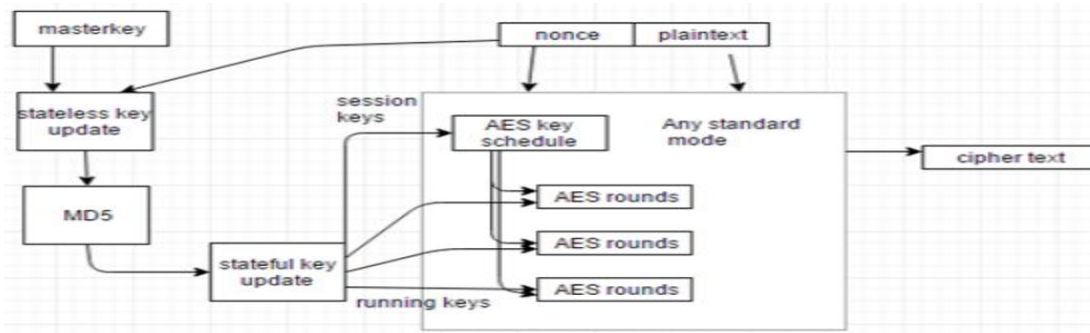 masterkey
nonce
plaintext
stateless key
update
session
keys
AES key
schedule
Any standard
mode
cipher text
MD5
AES rounds
AES rounds
stateful key
update
AES rounds
running keys